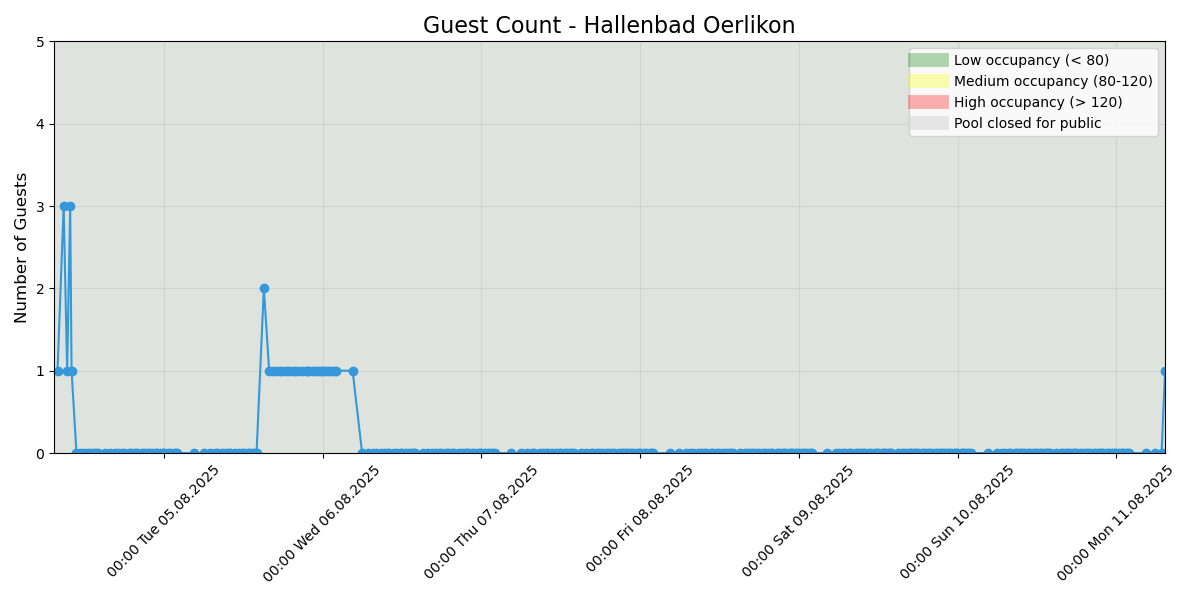 Guest Count - Hallenbad Oerlikon
Number of Guests
5
4
3
2
1
0
Low occupancy (< 80)
Medium occupancy (80-120)
High occupancy (> 120)
Pool closed for public
00:00 Tue 05.08.2025
00:00 Wed 06.08.2025
00:00 Thu 07.08.2025
00:00 Fri 08.08.2025
00:00 Sat 09.08.2025
00:00 Sun 10.08.2025
00:00 Mon 11.08.2025